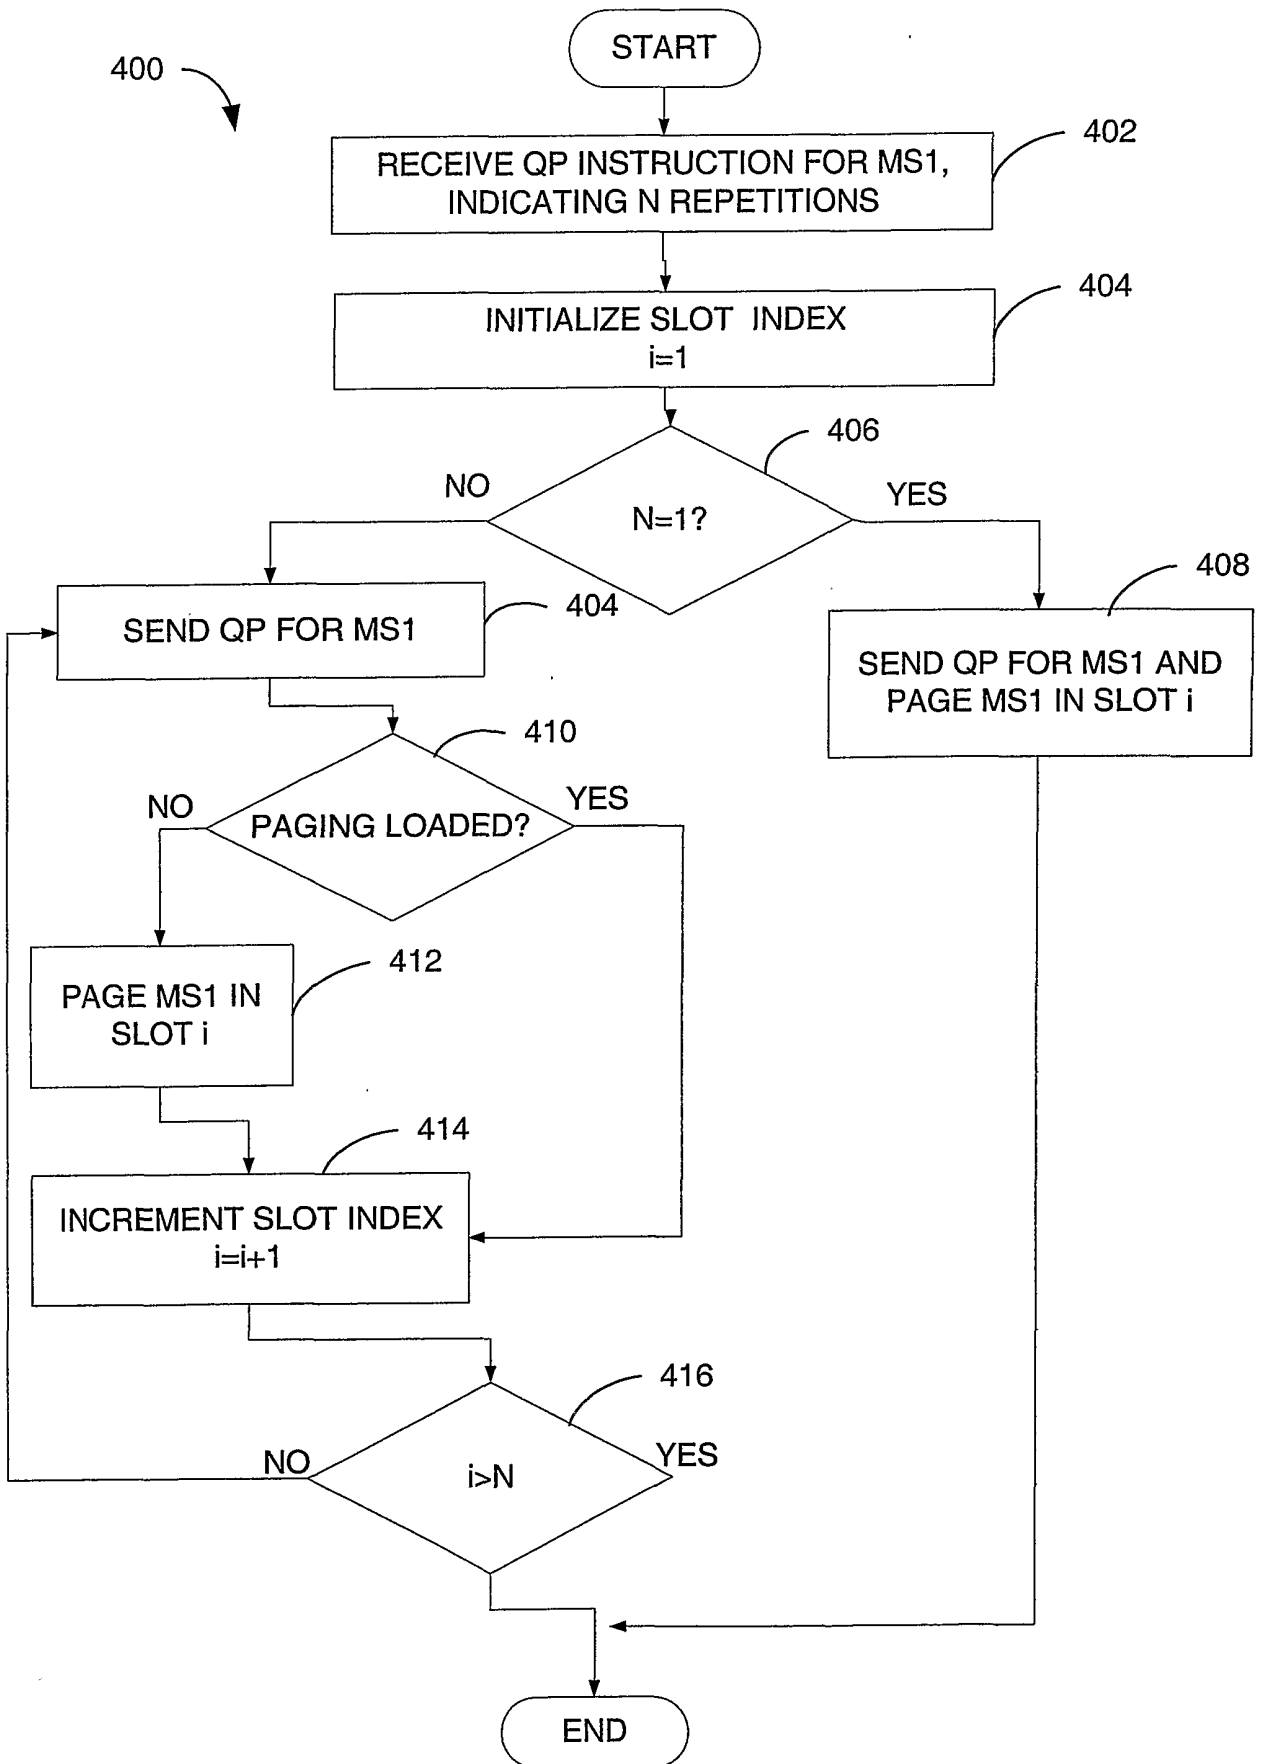 START
400
402
RECEIVE QP INSTRUCTION FOR MS1,
INDICATING N REPETITIONS
404
INITIALIZE SLOT INDEX
i=1
406
NO
YES
N=1?
408
404
SEND QP FOR MS1
SEND QP FOR MS1 AND
PAGE MS1 IN SLOT i
410
NO
YES
PAGING LOADED?
412
PAGE MS1 IN
SLOT i
414
INCREMENT SLOT INDEX
i=i+1
416
NO
YES
i>N
END